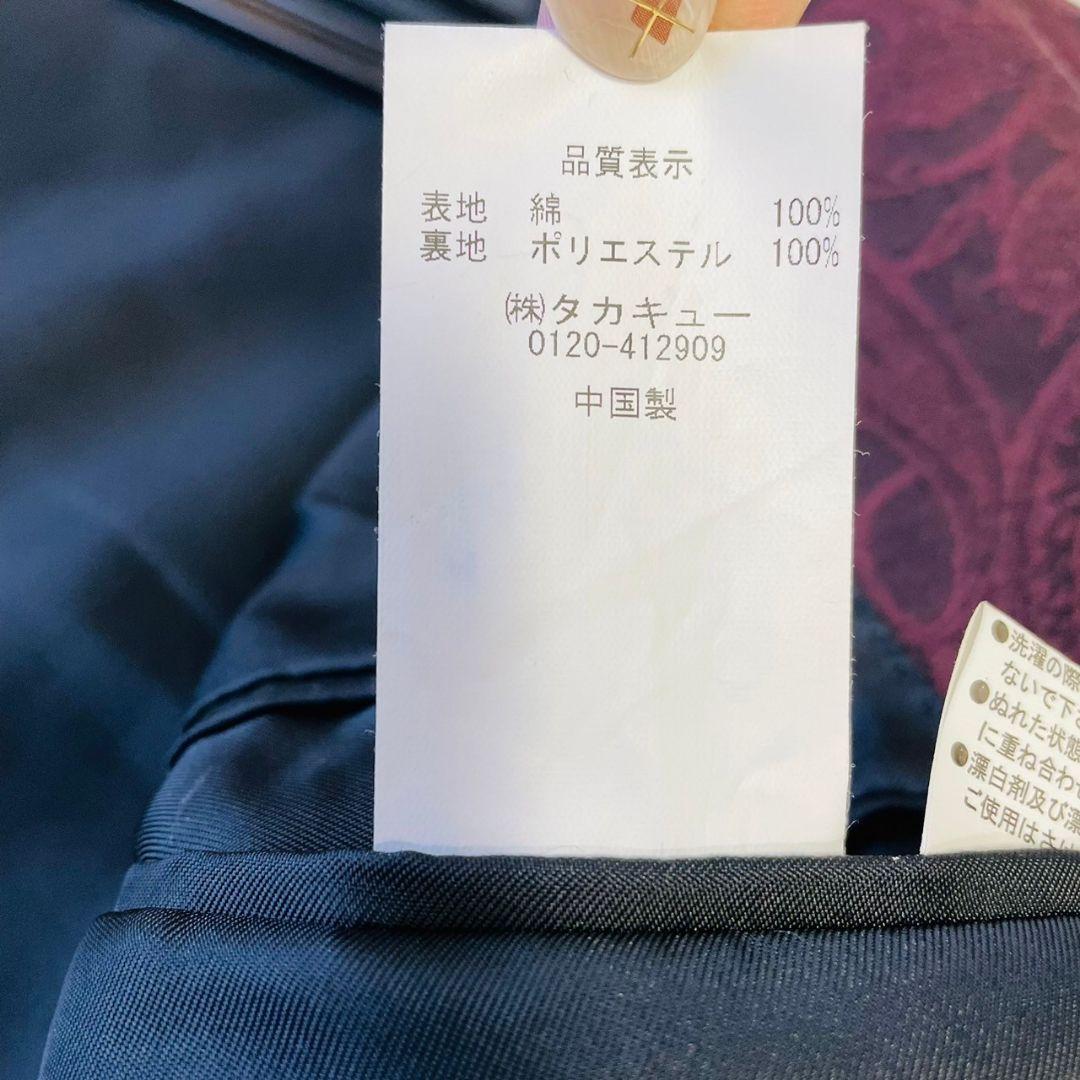 品質表示
表地 綿 100%
裏地 ポリエステル 100%
㈱タカキュー
0120-412909
中国製
洗濯の際
ないで下さ
ぬれた状態
に重ね合わせ
漂白剤及び漂
ご使用はさけ